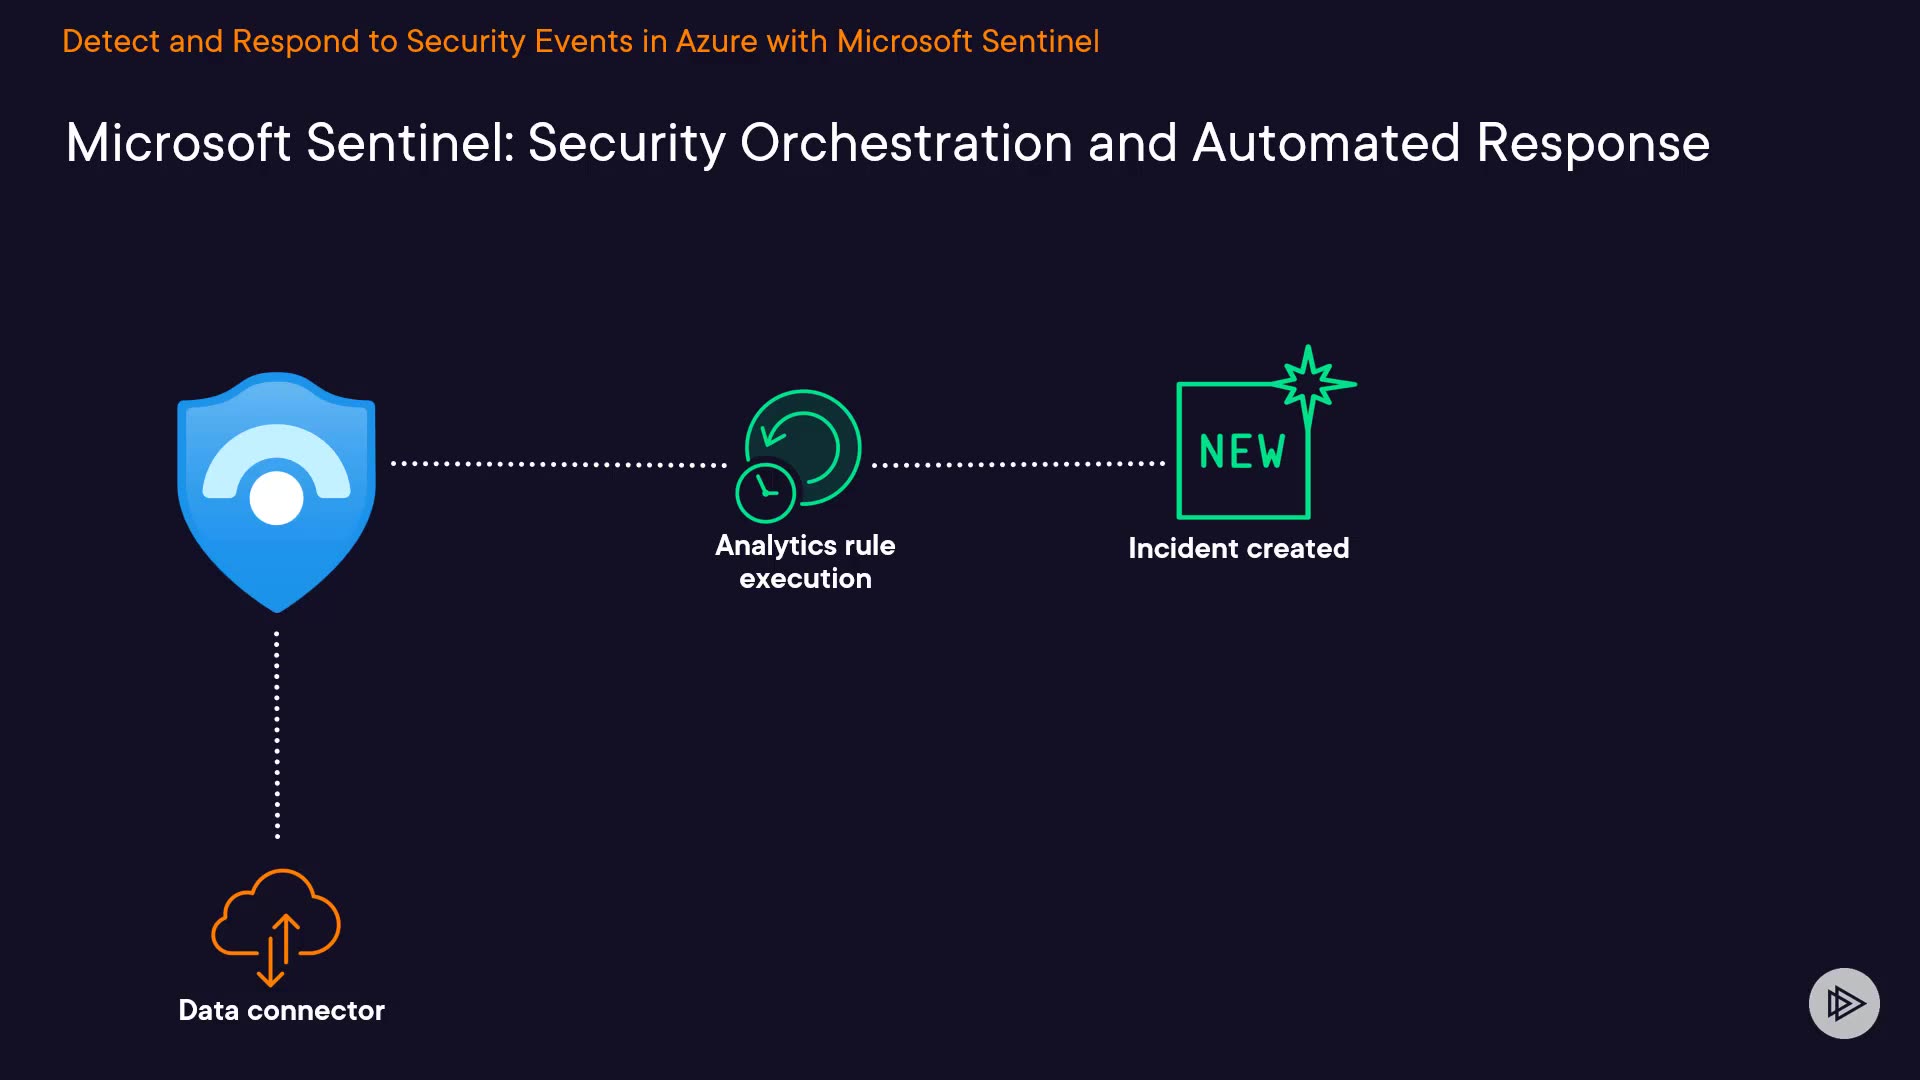 Detect and Respond to Security Events in Azure with Microsoft Sentinel
Microsoft Sentinel: Security Orchestration and Automated Response
NEW
Analytics rule
execution
Incident created
Data connector